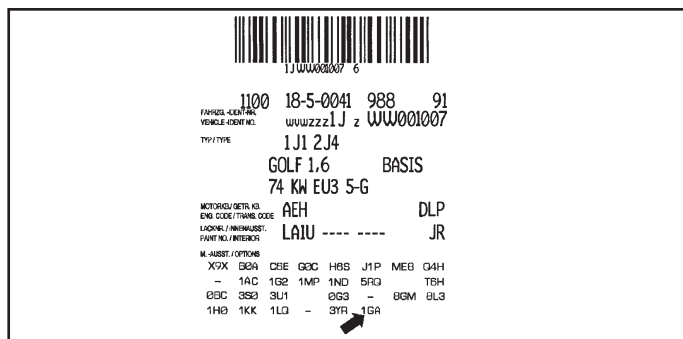 1JWW001007 6
1100 18-5-0041 988 91
FAHRZG.-IDENT-NR.
VEHICLE-IDENT NO. WVWZZZ1J Z WW001007
TYP / TYPE 1J1 2J4
GOLF 1,6 BASIS
74 KW EU3 5-G
MOTORKB./ GETR. KB.
ENG. CODE / TRANS. CODE AEH DLP
LACKNR. / INNENAUSST.
PAINT NO. / INTERIOR LA1U ---- ---- JR
M.-AUSST. / OPTIONS
X9X B0A C6E G0C H6S J1P ME8 Q4H
- 1AC 1G2 1MP 1ND 5RQ T6H
0BC 3S0 3U1 0G3 - 8GM 8L3
1H0 1KK 1LQ - 3YR 1GA